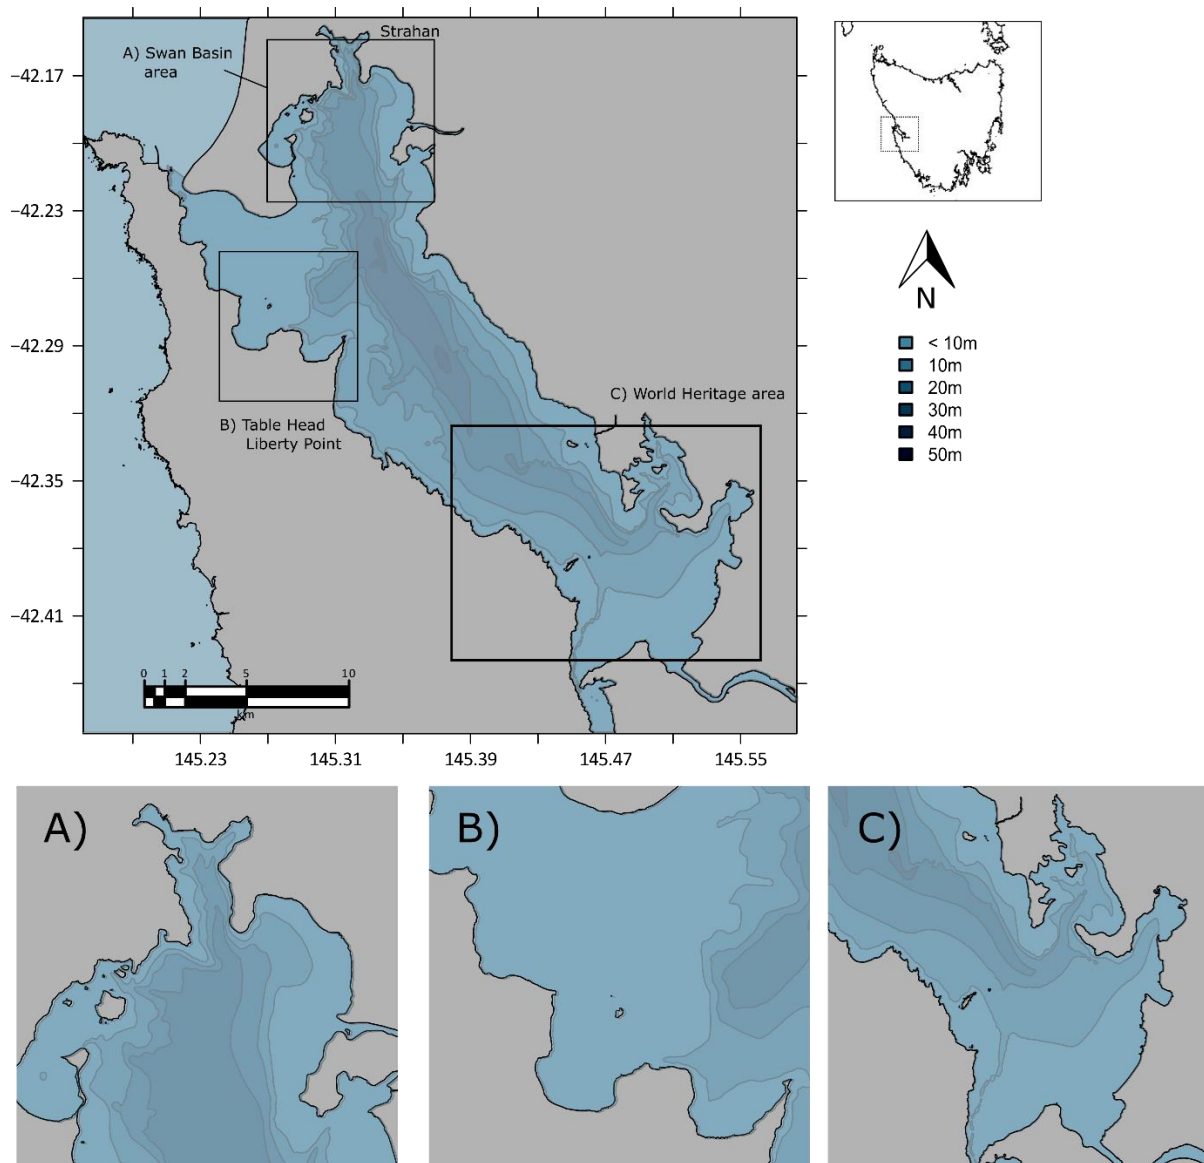 Strahan
A) Swan Basin
area
−42.17
−42.23
−42.29
−42.35
−42.41
B) Table Head
Liberty Point
C) World Heritage area
0 1 2 5 10
km
145.23 145.31 145.39 145.47 145.55
N
< 10m
10m
20m
30m
40m
50m
A)
B)
C)